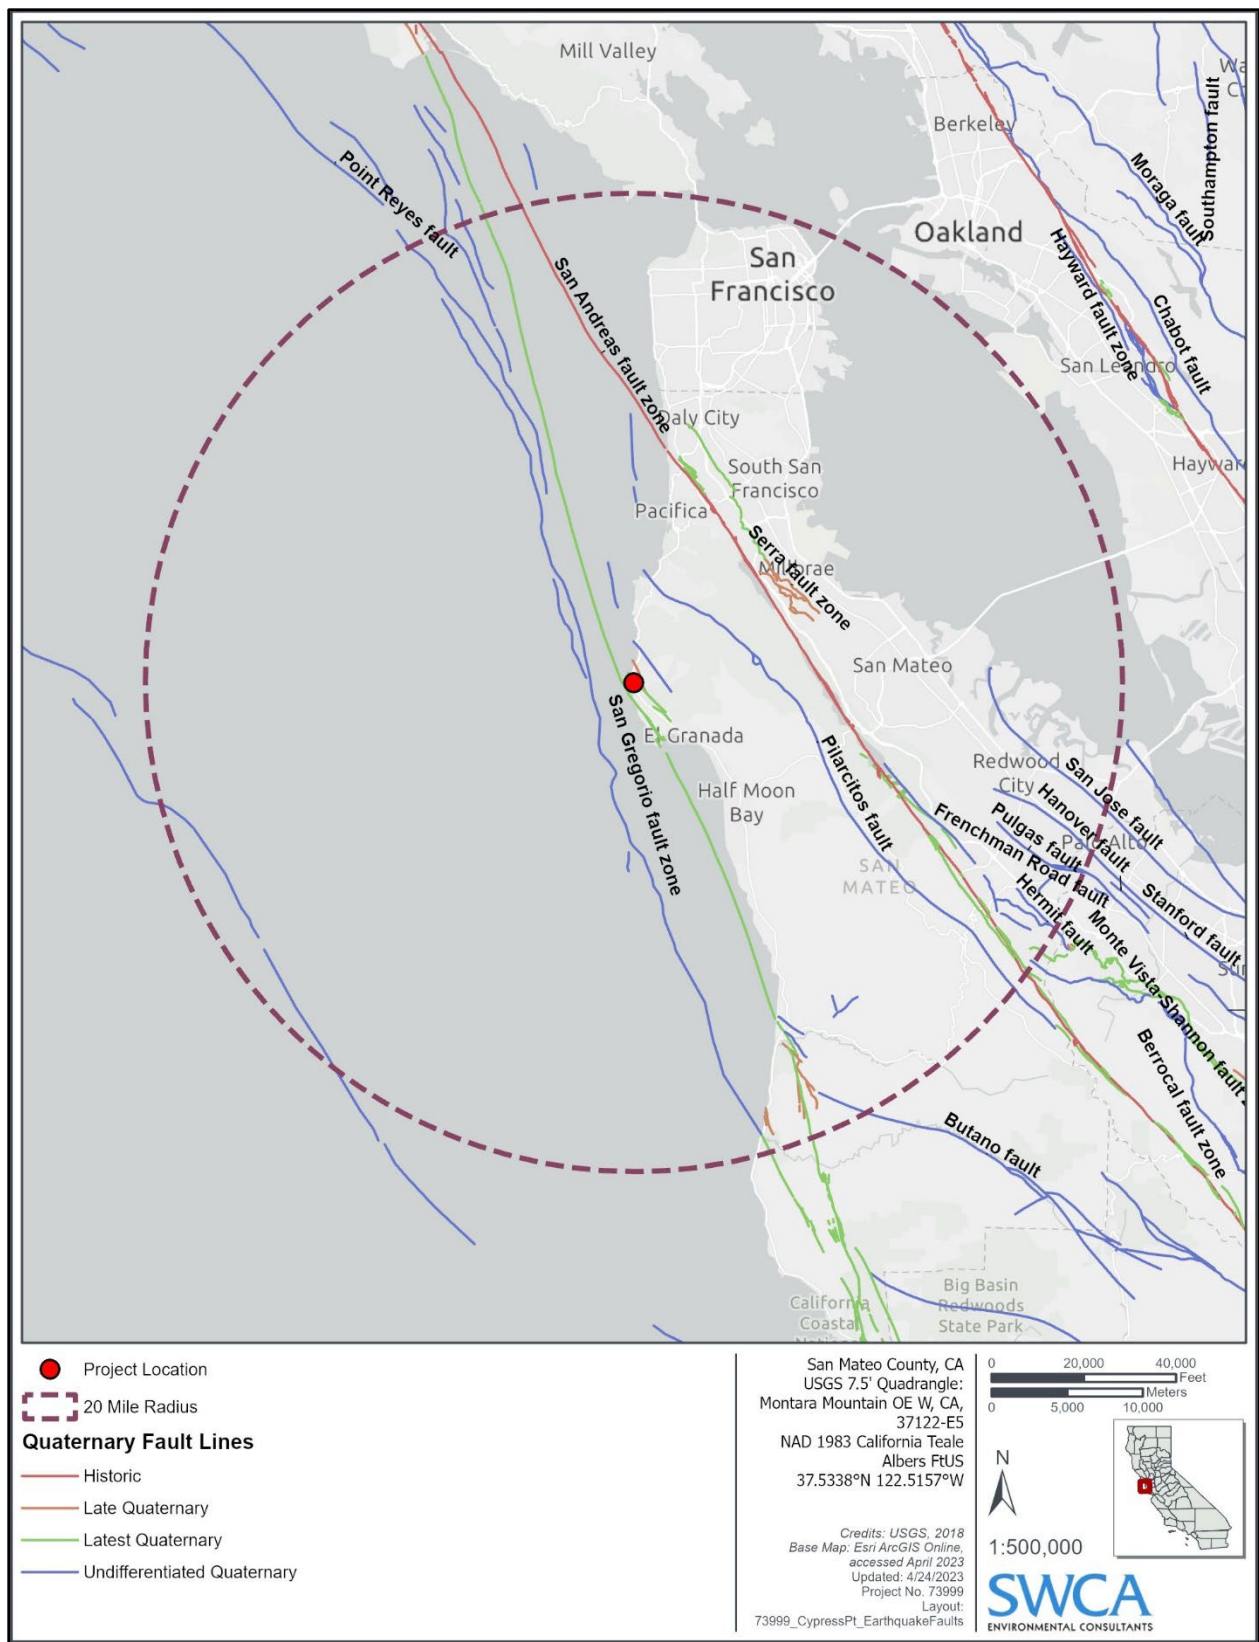 Mill Valley
Wa
C
Southampton fault
Berkeley
Moraga fault
Point Reyes fault
Oakland
San
Francisco
Hayward fault zone
San Andreas fault zone
Chabot fault
San Leandro
Daly City
South San
Francisco
Haywar
Pacifica
Serra fault zone
Millbrae
San Mateo
San Gregorio fault zone
El Granada
Pilarcitos fault
Redwood
City
San Jose fault
Half Moon
Bay
Hanover fault
Pulgas fault
Palo Alto
Frenchman Road fault
SAN
MATEO
Hermit fault
Stanford fault
Monte Vista-Shannon fault
Berrocal fault zone
Butano fault
Big Basin
Redwoods
State Park
California
Coastal
Project Location
20 Mile Radius
Quaternary Fault Lines
Historic
Late Quaternary
Latest Quaternary
Undifferentiated Quaternary
San Mateo County, CA
USGS 7.5' Quadrangle:
Montara Mountain OE W, CA,
37122-E5
NAD 1983 California Teale
Albers FtUS
37.5338°N 122.5157°W
Credits: USGS, 2018
Base Map: Esri ArcGIS Online,
accessed April 2023
Updated: 4/24/2023
Project No. 73999
Layout:
73999_CypressPt_EarthquakeFaults
0 20,000 40,000
Feet
Meters
0 5,000 10,000
N
1:500,000
SWCA
ENVIRONMENTAL CONSULTANTS